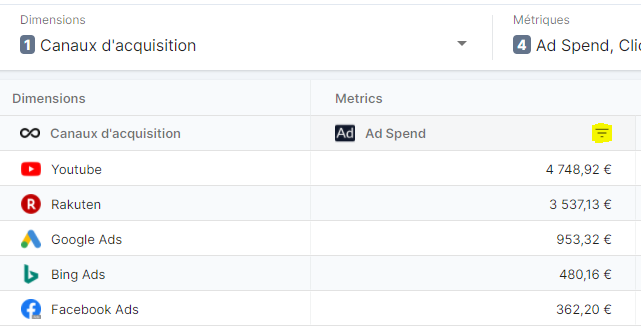 Dimensions
Métriques
1 Canaux d'acquisition
4 Ad Spend, Clic
Dimensions
Metrics
Canaux d'acquisition
Ad Ad Spend
Youtube
4 748,92 €
R Rakuten
3 537,13 €
Google Ads
953,32 €
Bing Ads
480,16 €
Facebook Ads
362,20 €